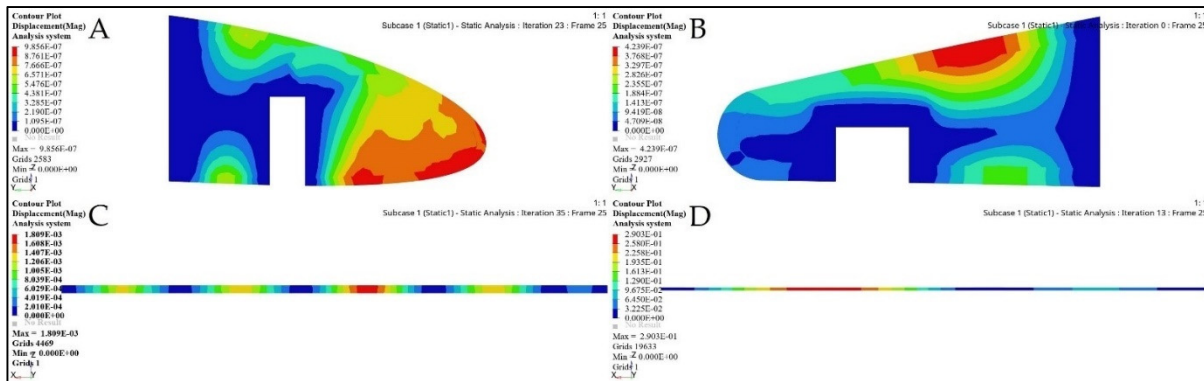 Contour Plot
Displacement(Mag)
Analysis system
9.856E-07
8.761E-07
7.666E-07
6.571E-07
5.476E-07
4.381E-07
3.285E-07
2.190E-07
1.095E-07
0.000E+00
No Result
Max = 9.856E-07
Grids 2583
Min = 0.000E+00
Grids 1
Z
Y X
A
1: 1
Subcase 1 (Static1) - Static Analysis : Iteration 23 : Frame 25
Contour Plot
Displacement(Mag)
Analysis system
4.239E-07
3.768E-07
3.297E-07
2.826E-07
2.355E-07
1.884E-07
1.413E-07
9.419E-08
4.709E-08
0.000E+00
No Result
Max = 4.239E-07
Grids 2927
Min = 0.000E+00
Grids 1
Z
Y X
B
1: 1
Subcase 1 (Static1) - Static Analysis : Iteration 0 : Frame 25
Contour Plot
Displacement(Mag)
Analysis system
1.809E-03
1.608E-03
1.407E-03
1.206E-03
1.005E-03
8.039E-04
6.029E-04
4.019E-04
2.010E-04
0.000E+00
No Result
Max = 1.809E-03
Grids 4469
Min = 0.000E+00
Grids 1
Z
X Y
C
1: 1
Subcase 1 (Static1) - Static Analysis : Iteration 35 : Frame 25
Contour Plot
Displacement(Mag)
Analysis system
2.903E-01
2.580E-01
2.258E-01
1.935E-01
1.613E-01
1.290E-01
9.675E-02
6.450E-02
3.225E-02
0.000E+00
No Result
Max = 2.903E-01
Grids 19633
Min = 0.000E+00
Grids 1
Z
X Y
D
1: 1
Subcase 1 (Static1) - Static Analysis : Iteration 13 : Frame 25